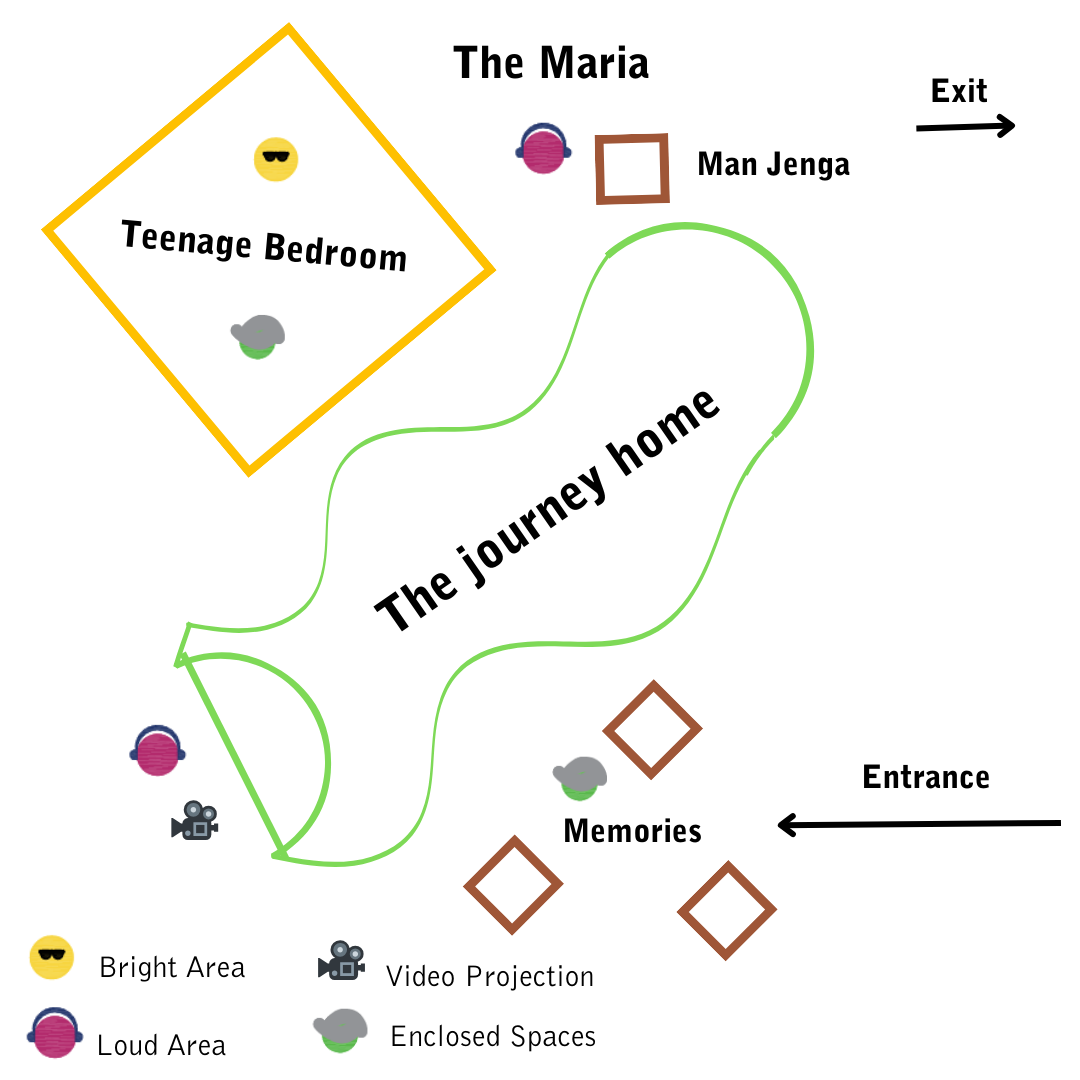 The Maria
Exit
Man Jenga
Teenage Bedroom
The journey home
Entrance
Memories
Bright Area
Video Projection
Loud Area
Enclosed Spaces